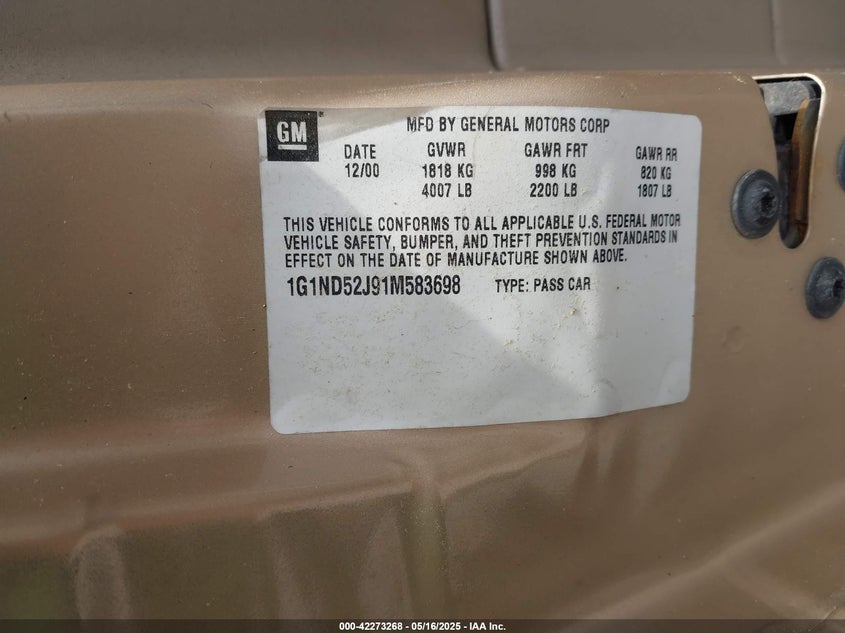 GM ®
MFD BY GENERAL MOTORS CORP
DATE GVWR GAWR FRT GAWR RR
12/00 1818 KG 998 KG 820 KG
4007 LB 2200 LB 1807 LB
THIS VEHICLE CONFORMS TO ALL APPLICABLE U.S. FEDERAL MOTOR
VEHICLE SAFETY, BUMPER, AND THEFT PREVENTION STANDARDS IN
EFFECT ON THE DATE OF MANUFACTURE SHOWN ABOVE.
1G1ND52J91M583698 TYPE: PASS CAR
000-42273268 - 05/16/2025 - IAA Inc.